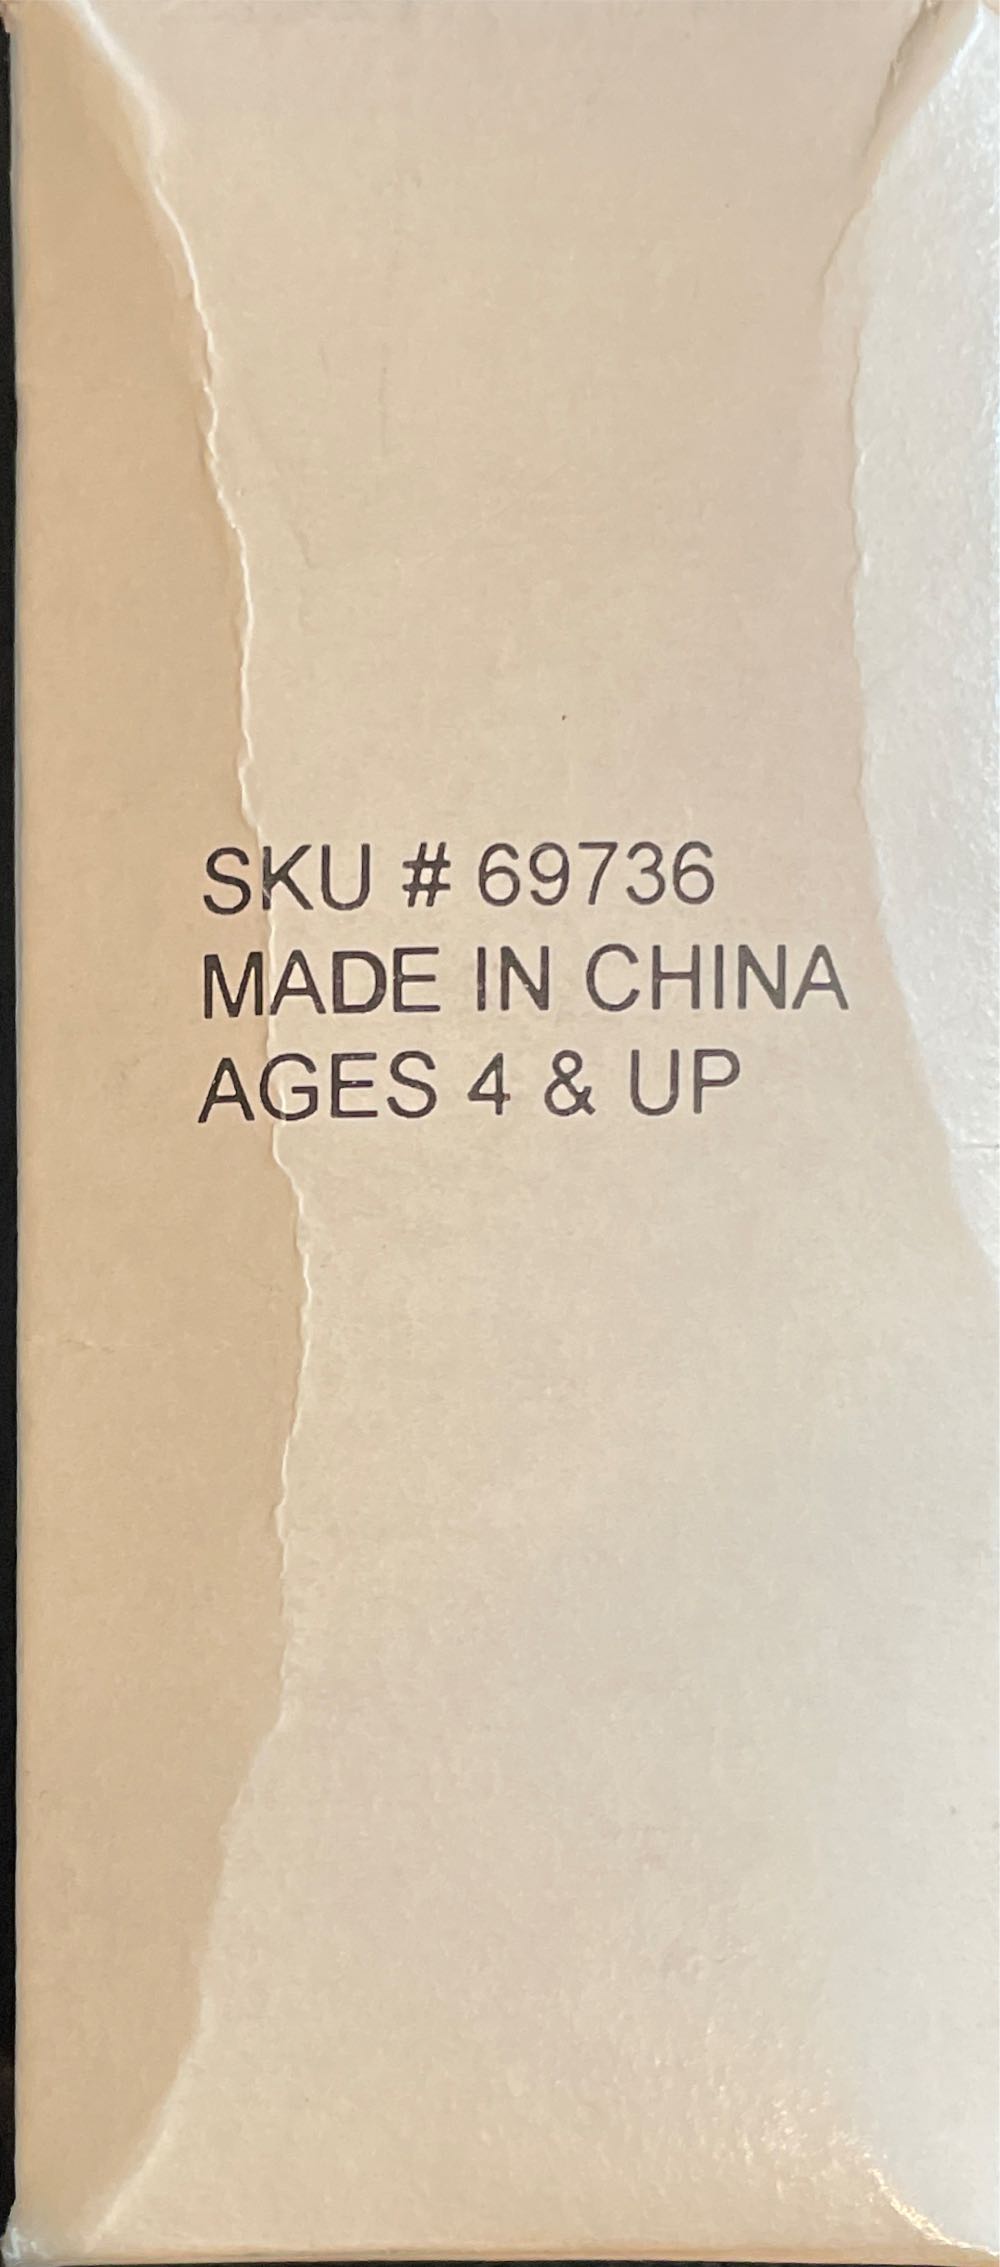 SKU # 69736
MADE IN CHINA
AGES 4 & UP